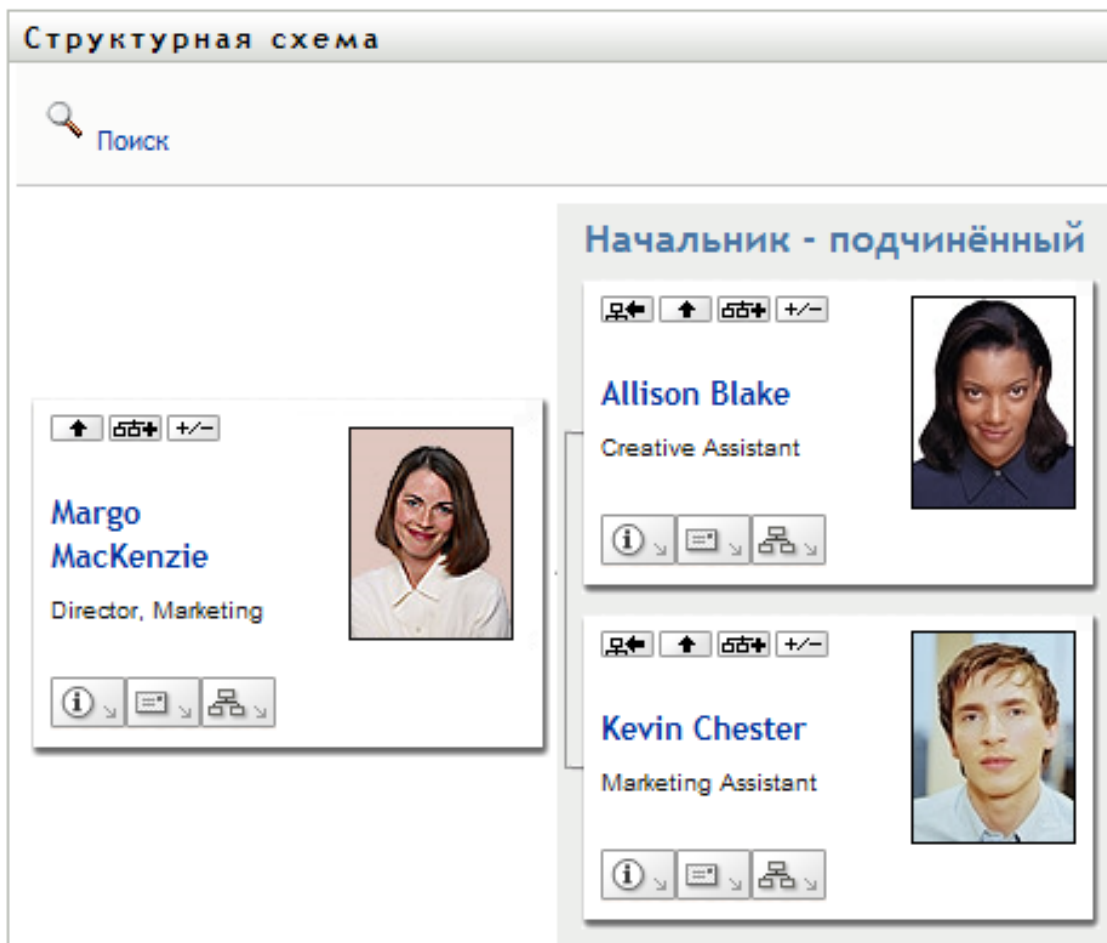 Структурная схема
Поиск
Начальник - подчинённый
+/-
Allison Blake
Creative Assistant
+/-
Margo
MacKenzie
Director, Marketing
+/-
Kevin Chester
Marketing Assistant